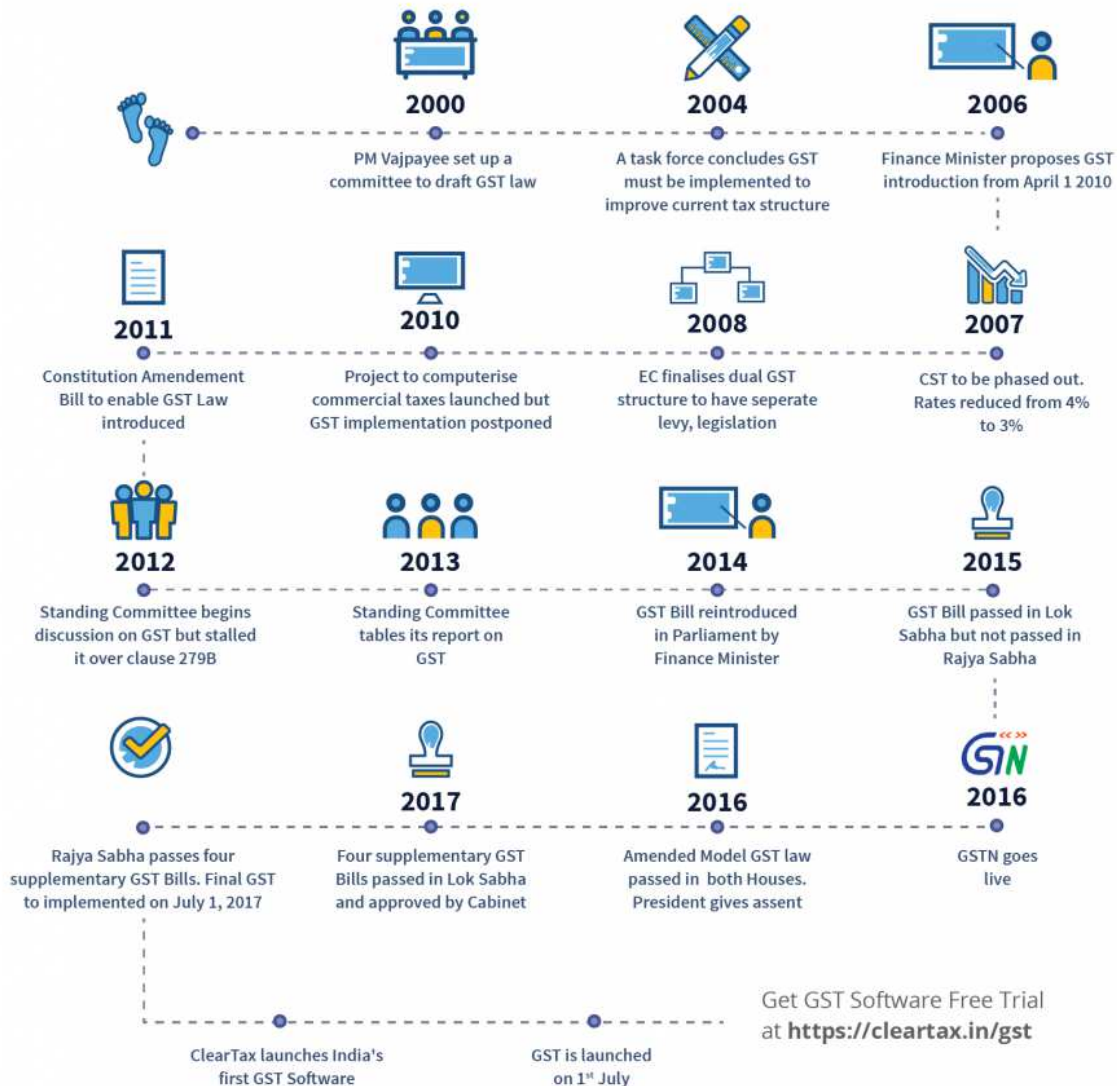 2000
PM Vajpayee set up a
committee to draft GST law
2004
A task force concludes GST
must be implemented to
improve current tax structure
2006
Finance Minister proposes GST
introduction from April 1 2010
2007
CST to be phased out.
Rates reduced from 4%
to 3%
2008
EC finalises dual GST
structure to have seperate
levy, legislation
2010
Project to computerise
commercial taxes launched but
GST implementation postponed
2011
Constitution Amendement
Bill to enable GST Law
introduced
2012
Standing Committee begins
discussion on GST but stalled
it over clause 279B
2013
Standing Committee
tables its report on
GST
2014
GST Bill reintroduced
in Parliament by
Finance Minister
2015
GST Bill passed in Lok
Sabha but not passed in
Rajya Sabha
GSTN
2016
GSTN goes
live
2016
Amended Model GST law
passed in both Houses.
President gives assent
2017
Four supplementary GST
Bills passed in Lok Sabha
and approved by Cabinet
Rajya Sabha passes four
supplementary GST Bills. Final GST
to implemented on July 1, 2017
ClearTax launches India's
first GST Software
GST is launched
on 1st July
Get GST Software Free Trial
at https://cleartax.in/gst